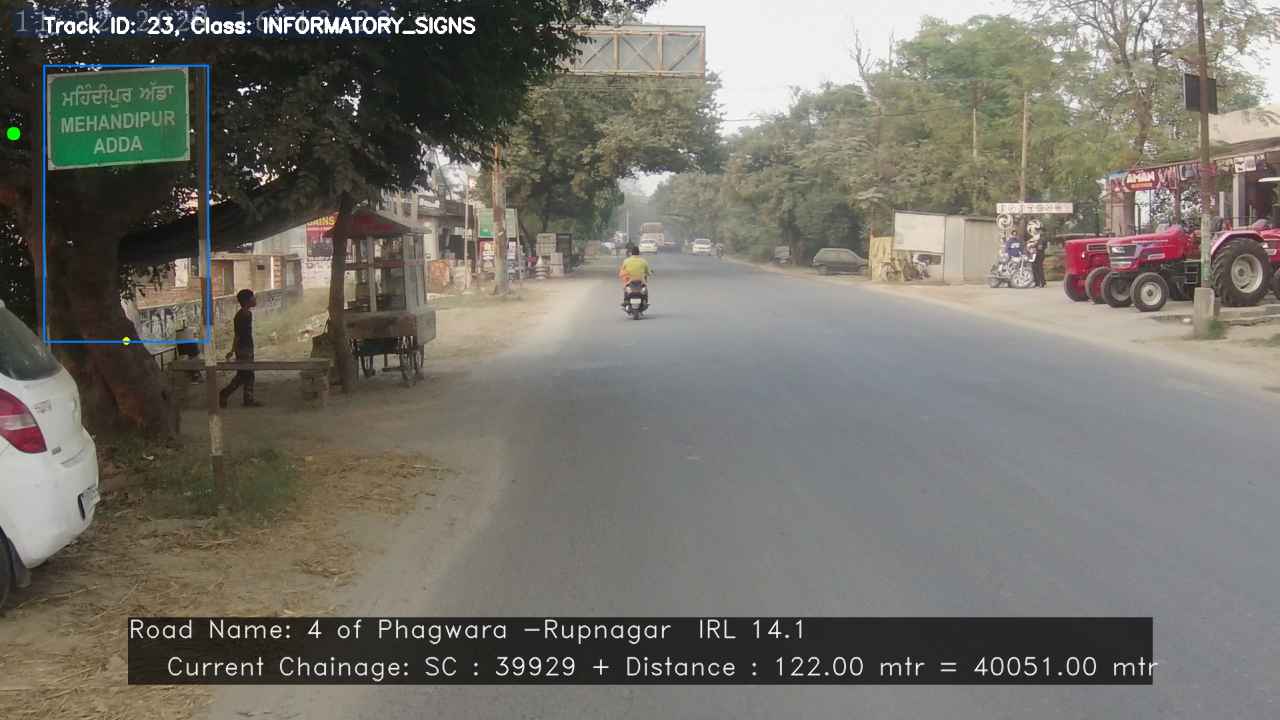 Track ID: 23, Class: INFORMATORY_SIGNS
ਮਹਿੰਦੀਪੁਰ ਅੱਡਾ
MEHANDIPUR
ADDA
Road Name: 4 of Phagwara -Rupnagar IRL 14.1
Current Chainage: SC : 39929 + Distance : 122.00 mtr = 40051.00 mtr